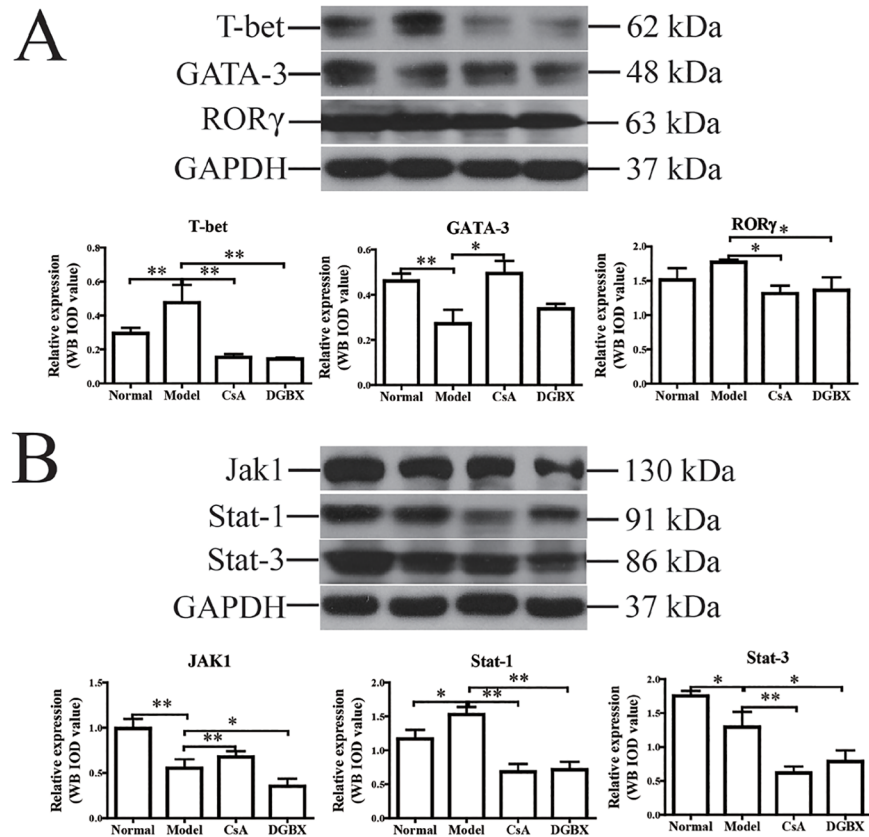 A
T-bet 62 kDa
GATA-3 48 kDa
RORγ 63 kDa
GAPDH 37 kDa
T-bet
Relative expression
(WB IOD value)
0.8
0.6
0.4
0.2
0.0
** ** **
Normal Model CsA DGBX
GATA-3
Relative expression
(WB IOD value)
0.6
0.4
0.2
0.0
** *
Normal Model CsA DGBX
RORγ
Relative expression
(WB IOD value)
2.0
1.5
1.0
0.5
0.0
* *
Normal Model CsA DGBX
B
Jak1 130 kDa
Stat-1 91 kDa
Stat-3 86 kDa
GAPDH 37 kDa
JAK1
Relative expression
(WB IOD value)
1.5
1.0
0.5
0.0
** * **
Normal Model CsA DGBX
Stat-1
Relative expression
(WB IOD value)
2.0
1.5
1.0
0.5
0.0
* ** **
Normal Model CsA DGBX
Stat-3
Relative expression
(WB IOD value)
2.0
1.5
1.0
0.5
0.0
* * **
Normal Model CsA DGBX